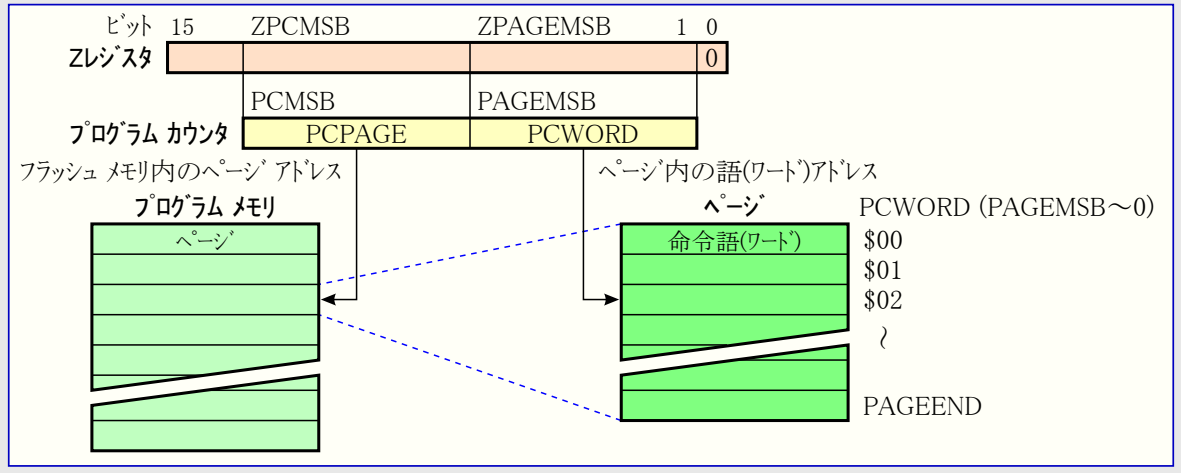 ビット 15 ZPCMSB ZPAGEMSB 1 0
Zレジスタ 0
PCMSB PAGEMSB
プログラム カウンタ PCPAGE PCWORD
フラッシュ メモリ内のページ アドレス ページ内の語(ワード)アドレス
プログラム メモリ ページ PCWORD (PAGEMSB～0)
ページ 命令語(ワード) $00
$01
$02
～
PAGEEND